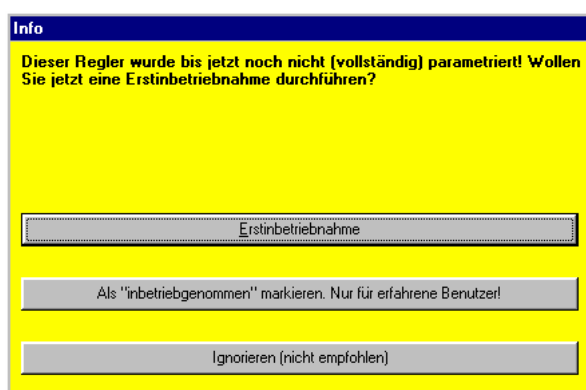 Info
Dieser Regler wurde bis jetzt noch nicht (vollständig) parametriert! Wollen
Sie jetzt eine Erstinbetriebnahme durchführen?
Erstinbetriebnahme
Als "inbetriebgenommen" markieren. Nur für erfahrene Benutzer!
Ignorieren (nicht empfohlen)